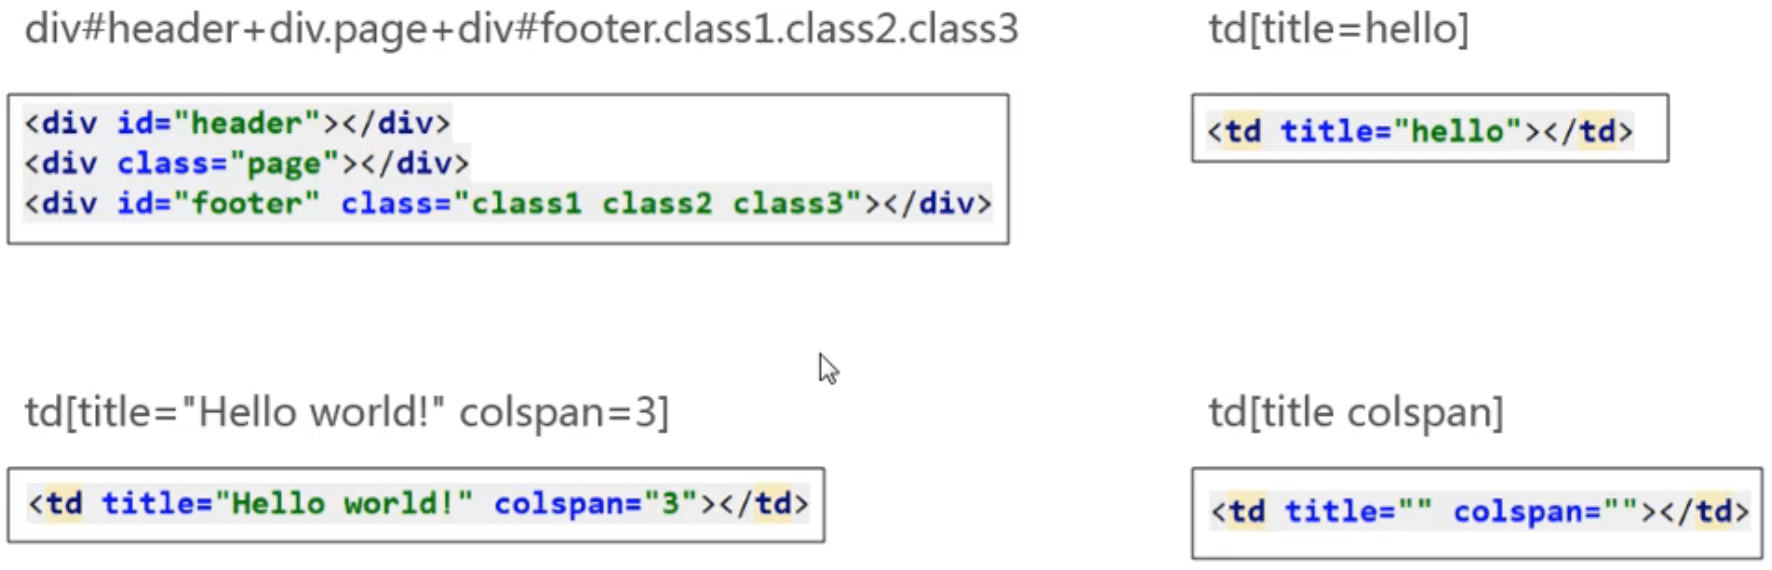 div#header+div.page+div#footer.class1.class2.class3
<div id="header"></div>
<div class="page"></div>
<div id="footer" class="class1 class2 class3"></div>
td[title=hello]
<td title="hello"></td>
td[title="Hello world!" colspan=3]
<td title="Hello world!" colspan="3"></td>
td[title colspan]
<td title="" colspan=""></td>